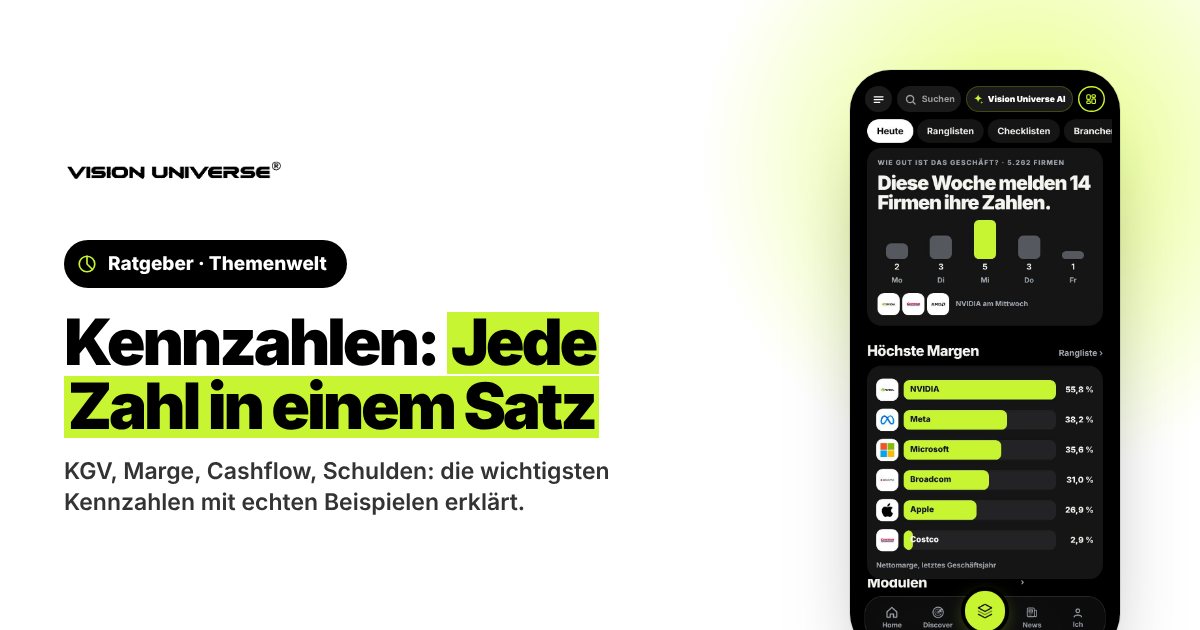 VISION UNIVERSE®
Ratgeber · Themenwelt
Kennzahlen: Jede
Zahl in einem Satz
KGV, Marge, Cashflow, Schulden: die wichtigsten
Kennzahlen mit echten Beispielen erklärt.
Suchen
Vision Universe AI
Heute
Ranglisten
Checklisten
Branchen
WIE GUT IST DAS GESCHÄFT? · 5.262 FIRMEN
Diese Woche melden 14
Firmen ihre Zahlen.
2 3 5 3 1
Mo Di Mi Do Fr
AMD
NVIDIA am Mittwoch
Höchste Margen
Rangliste ›
NVIDIA 55,8 %
Meta 38,2 %
Microsoft 35,6 %
Broadcom 31,0 %
Apple 26,9 %
Costco 2,9 %
Nettomarge, letztes Geschäftsjahr
Modulen ›
Home
Discover
News
Ich